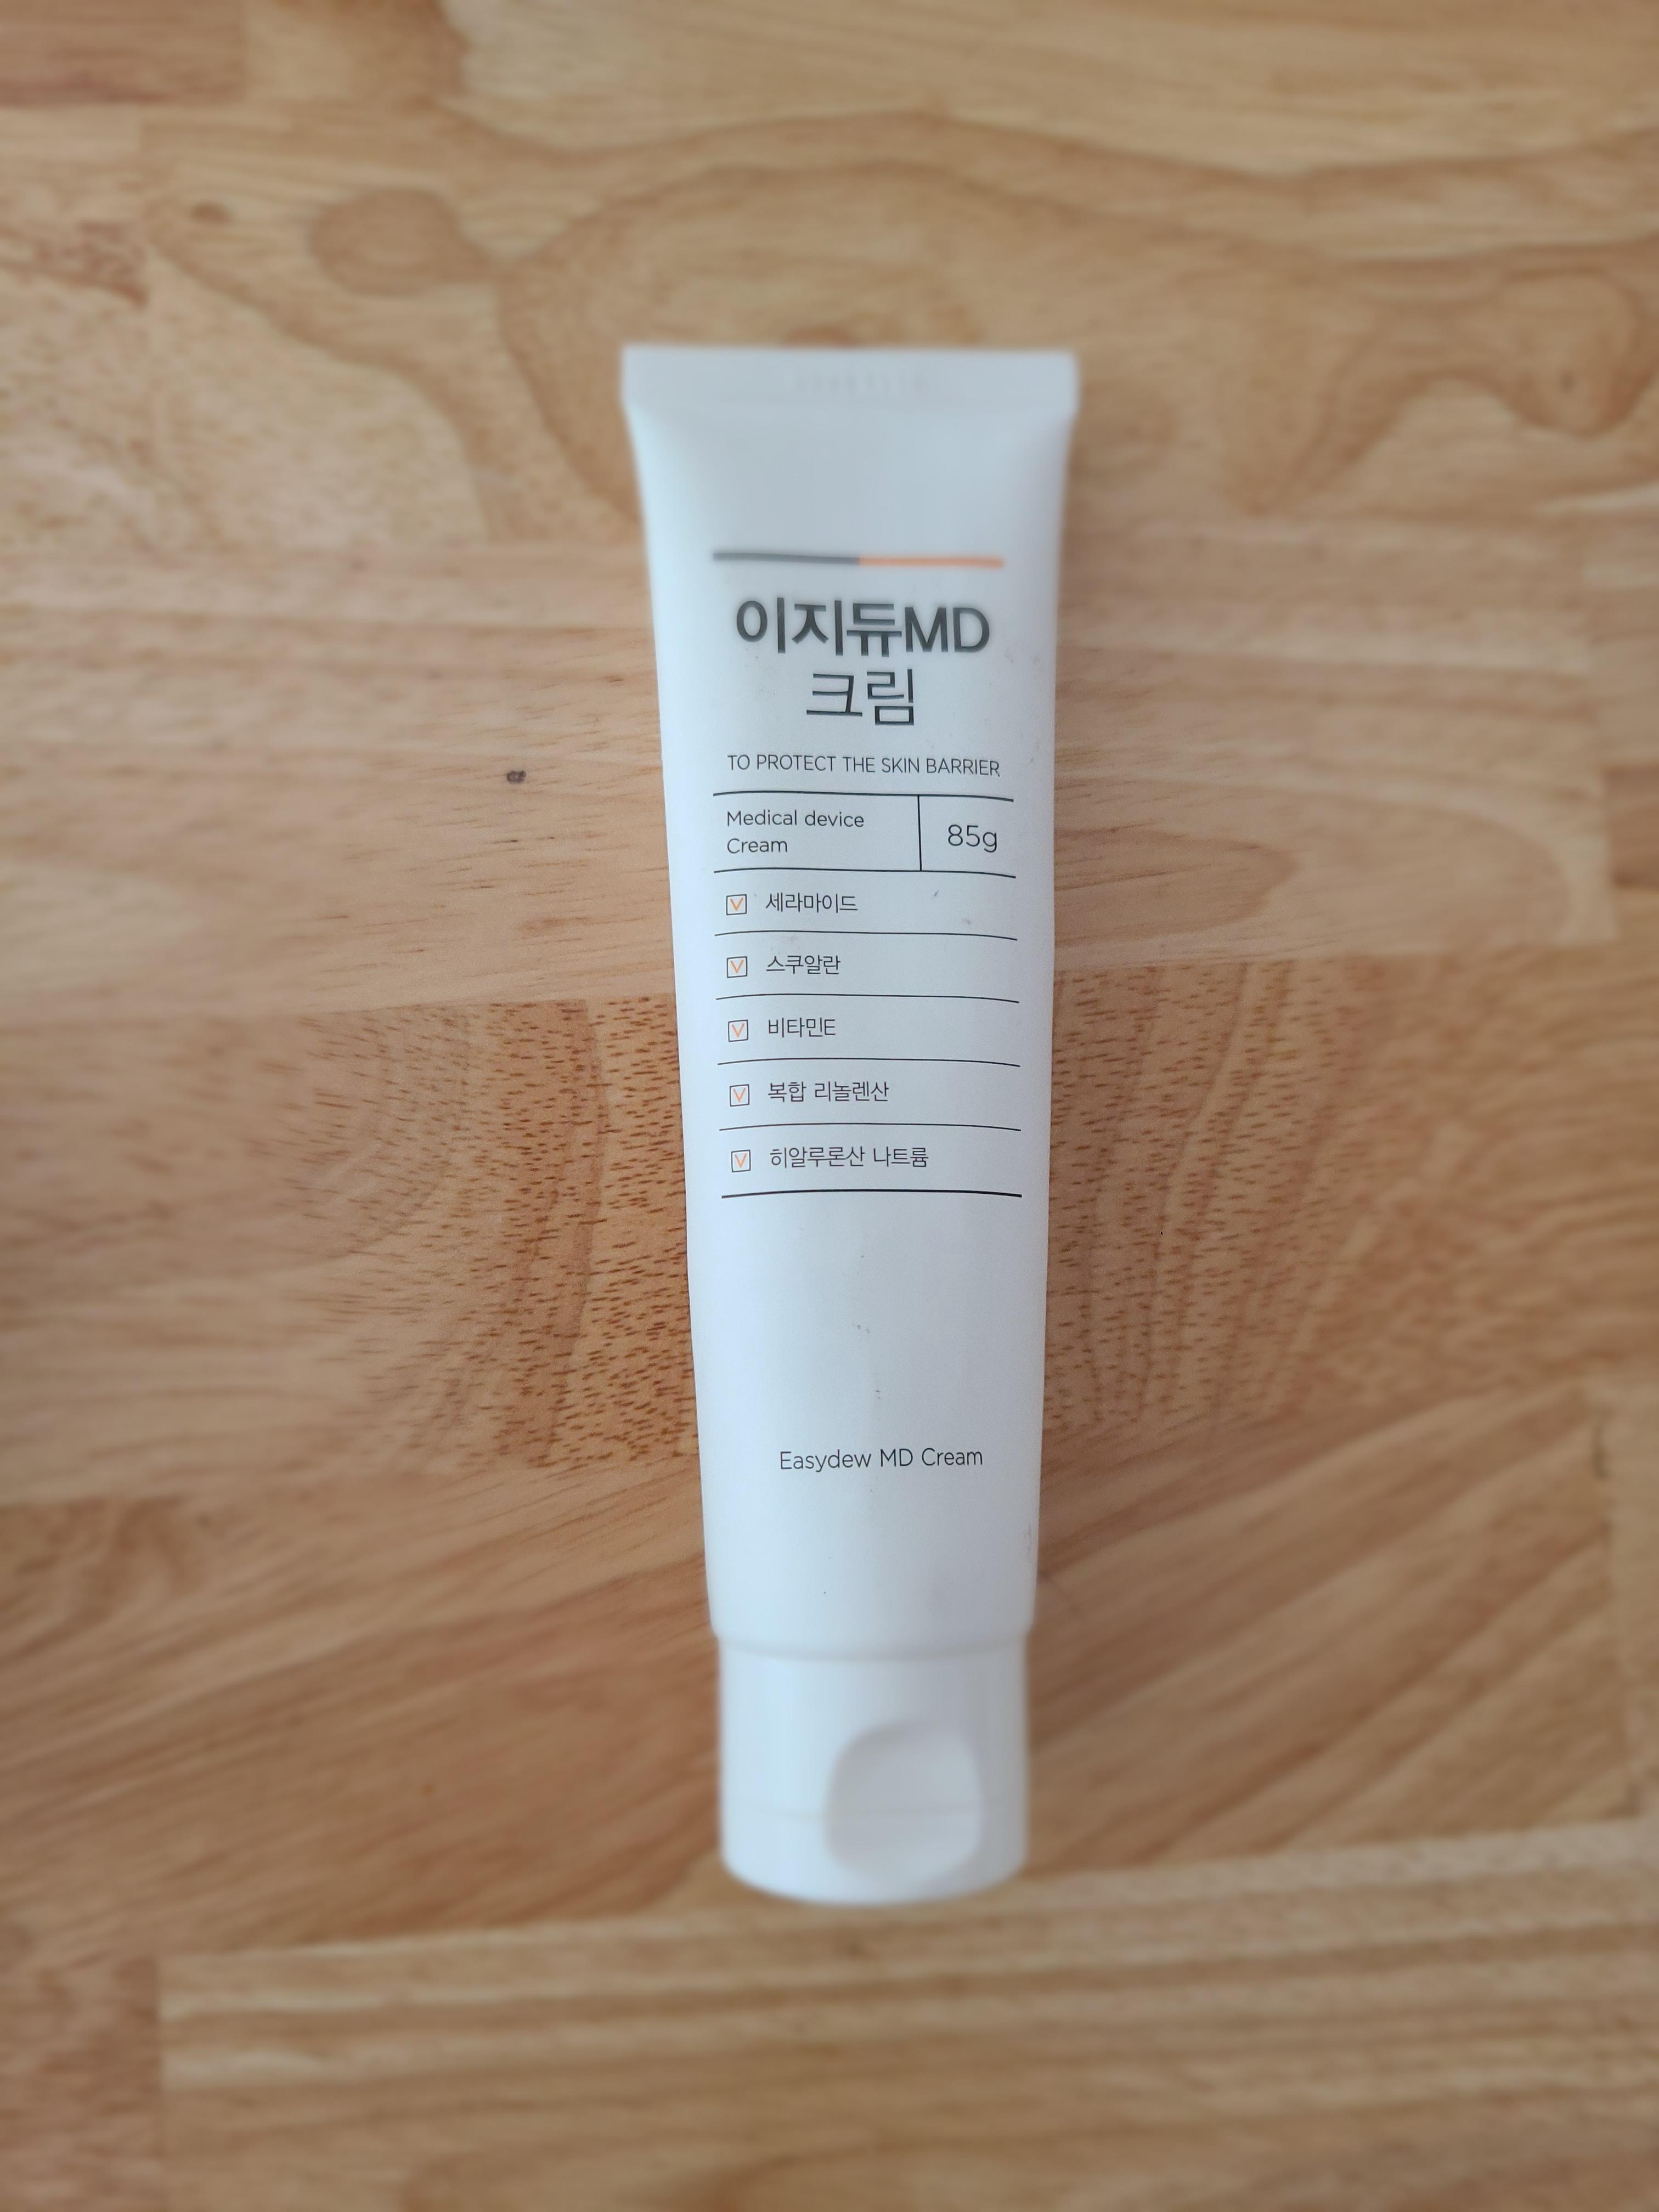 이지듀MD
크림
TO PROTECT THE SKIN BARRIER
Medical device
Cream
85g
세라마이드
스쿠알란
비타민E
복합 리놀렌산
히알루론산 나트륨
Easydew MD Cream